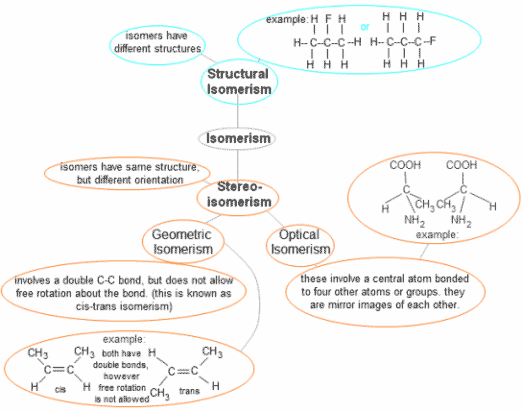 isomers have
different structures
example:
H F H
H-C-C-C-H
H H H
or
H H H
H-C-C-C-F
H H H
Structural
Isomerism
Isomerism
isomers have same structure,
but different orientation
Stereo-
isomerism
Geometric
Isomerism
Optical
Isomerism
COOH
C
H
CH3
NH2
COOH
C
CH3
H
NH2
example:
involves a double C-C bond, but does not allow
free rotation about the bond. (this is known as
cis-trans isomerism)
these involve a central atom bonded
to four other atoms or groups. they
are mirror images of each other.
example:
CH3 CH3
C=C
H cis H
both have
double bonds,
however
free rotation
is not allowed
H CH3
C=C
CH3 trans H